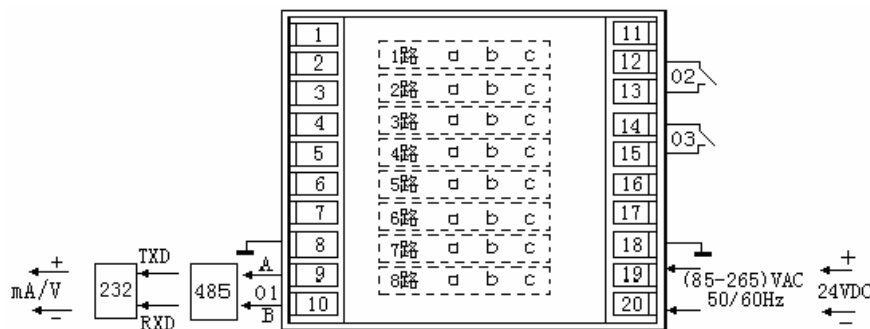 1
2
3
4
5
6
7
8
9
10
1路 a b c
2路 a b c
3路 a b c
4路 a b c
5路 a b c
6路 a b c
7路 a b c
8路 a b c
11
12
13
14
15
16
17
18
19
20
O2
O3
+
mA/V
−
232
TXD
RXD
485
A
O1
B
(85-265)VAC
50/60Hz
+
24VDC
−